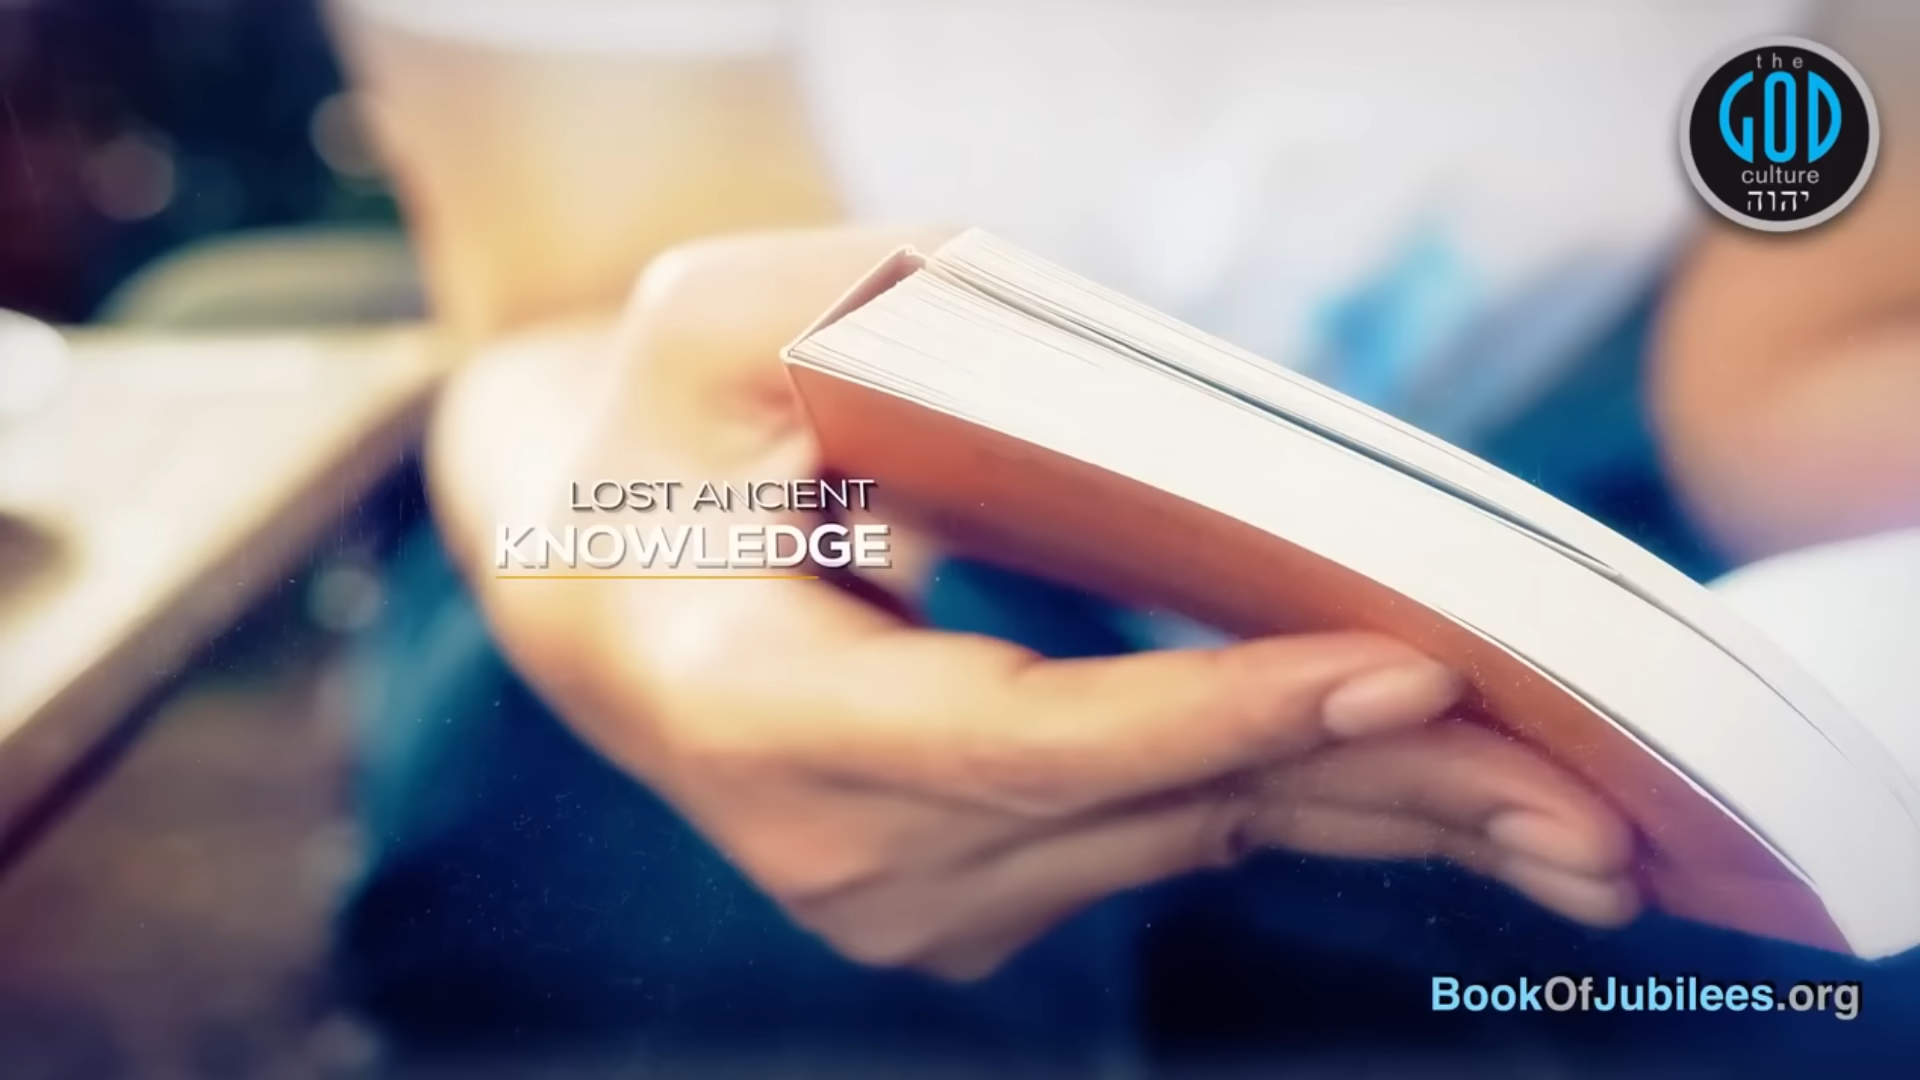 the
GOD
culture
יהוה
LOST ANCIENT
KNOWLEDGE
BookOfJubilees.org